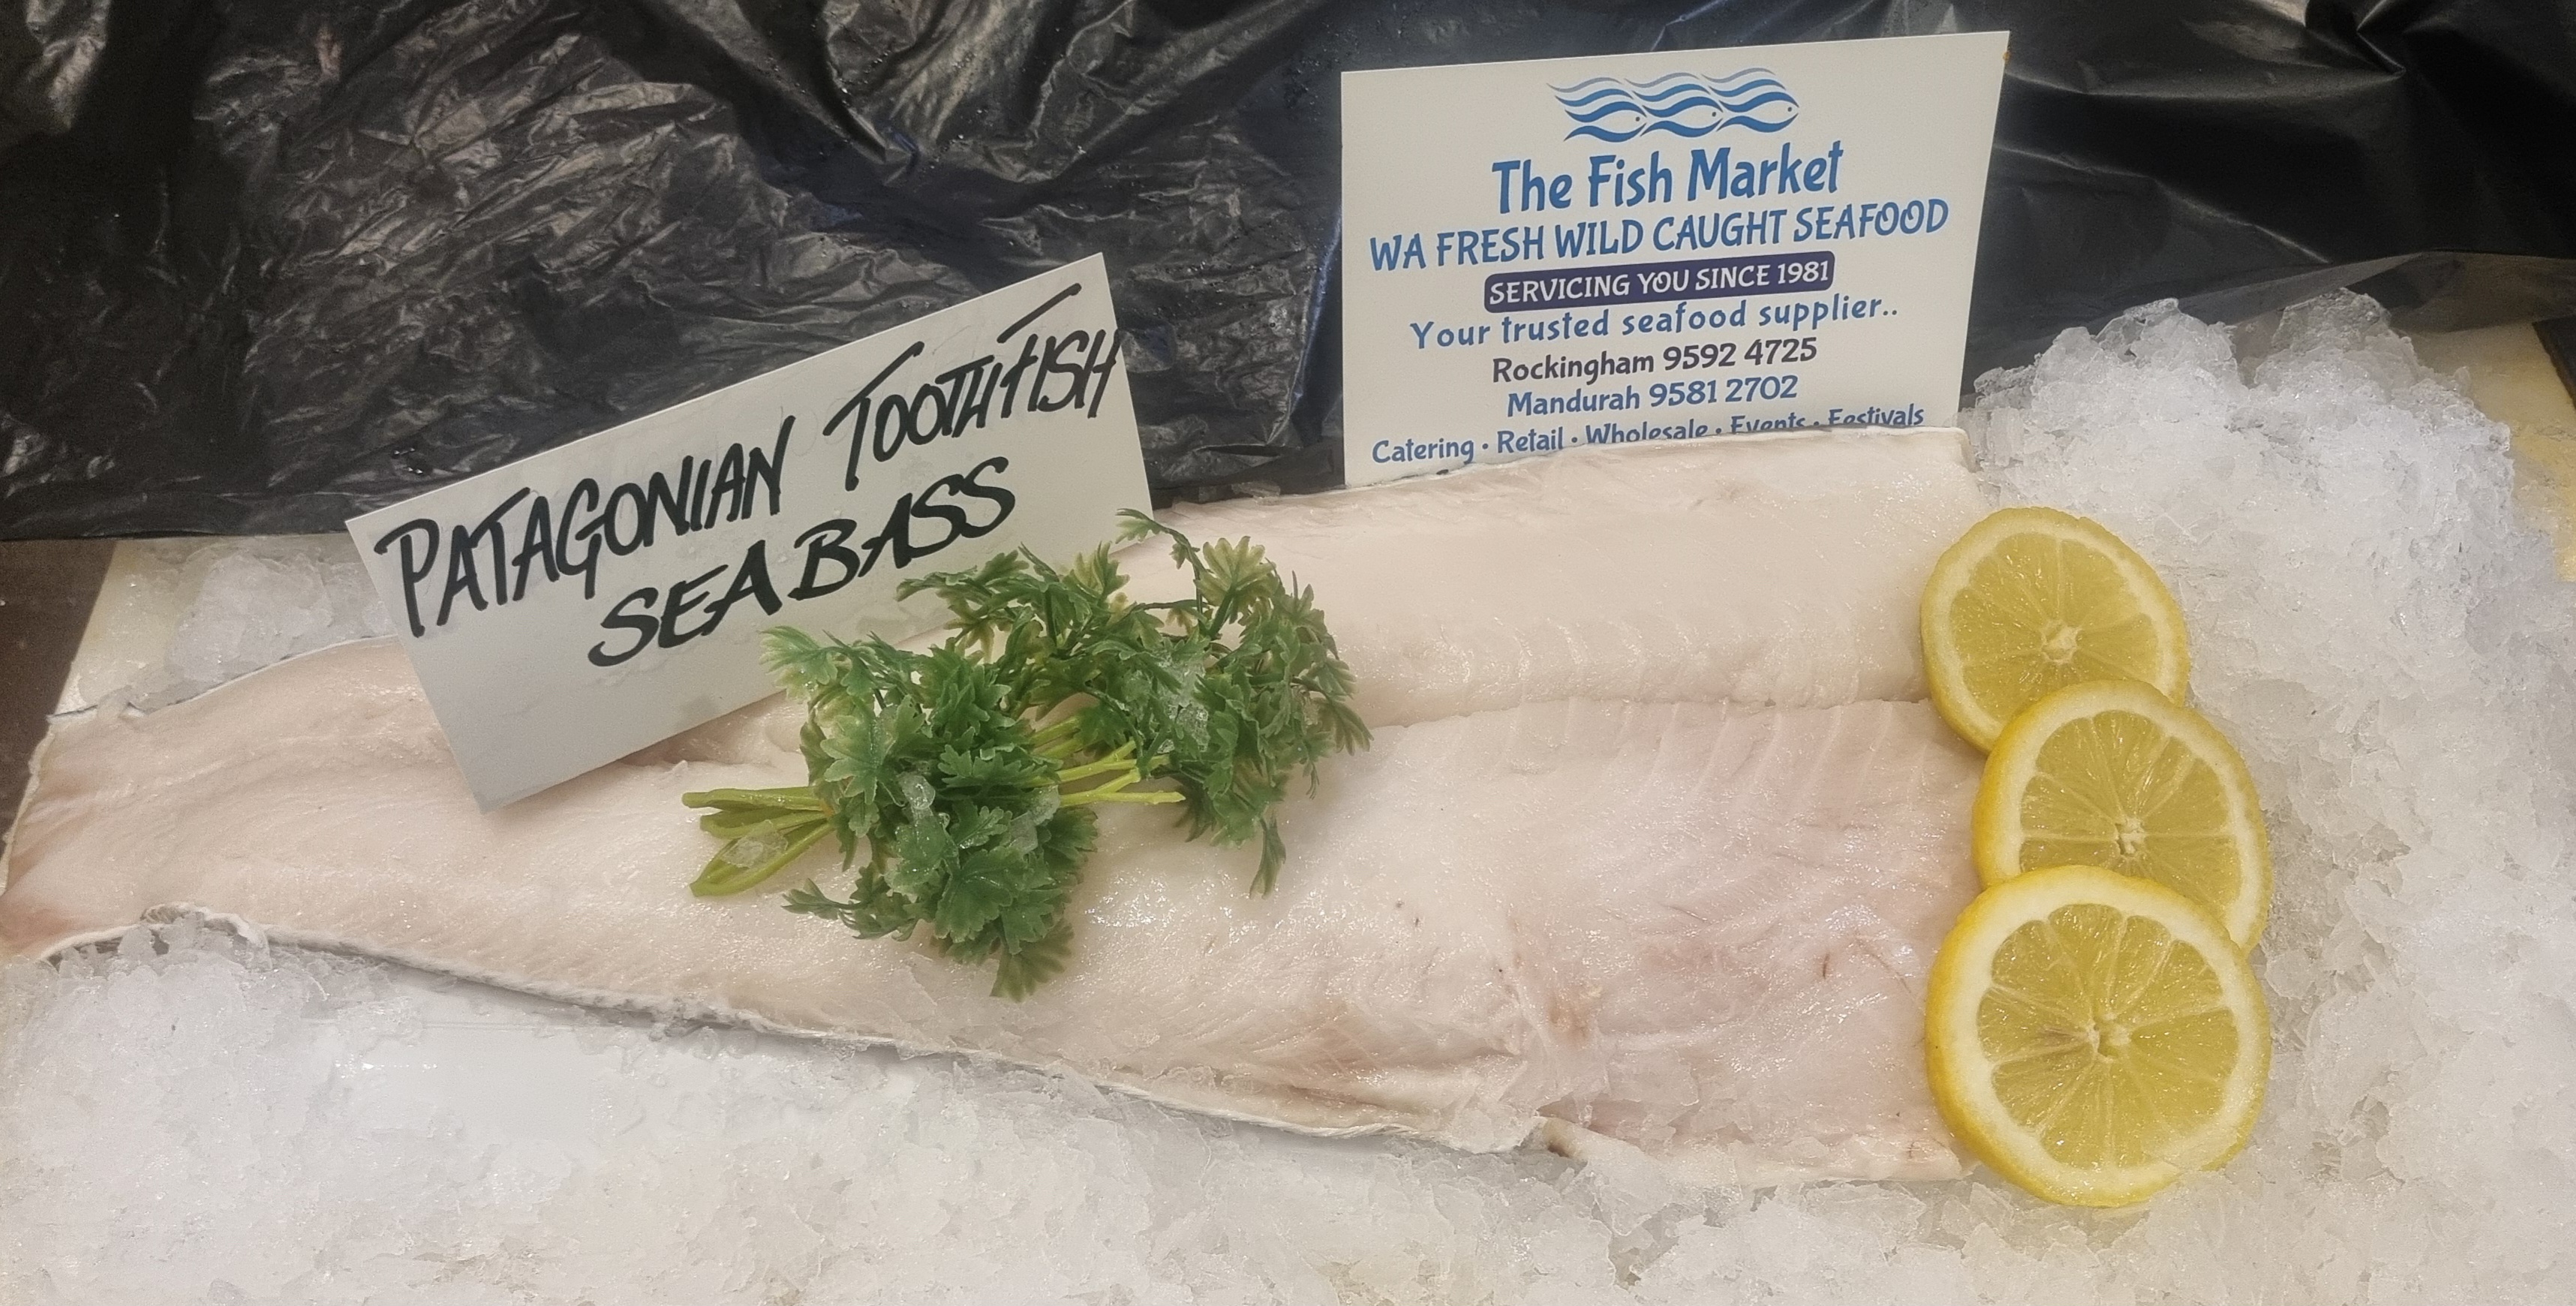 PATAGONIAN TOOTHFISH
SEA BASS
The Fish Market
WA FRESH WILD CAUGHT SEAFOOD
SERVICING YOU SINCE 1981
Your trusted seafood supplier..
Rockingham 9592 4725
Mandurah 9581 2702
Catering • Retail • Wholesale • Events • Festivals